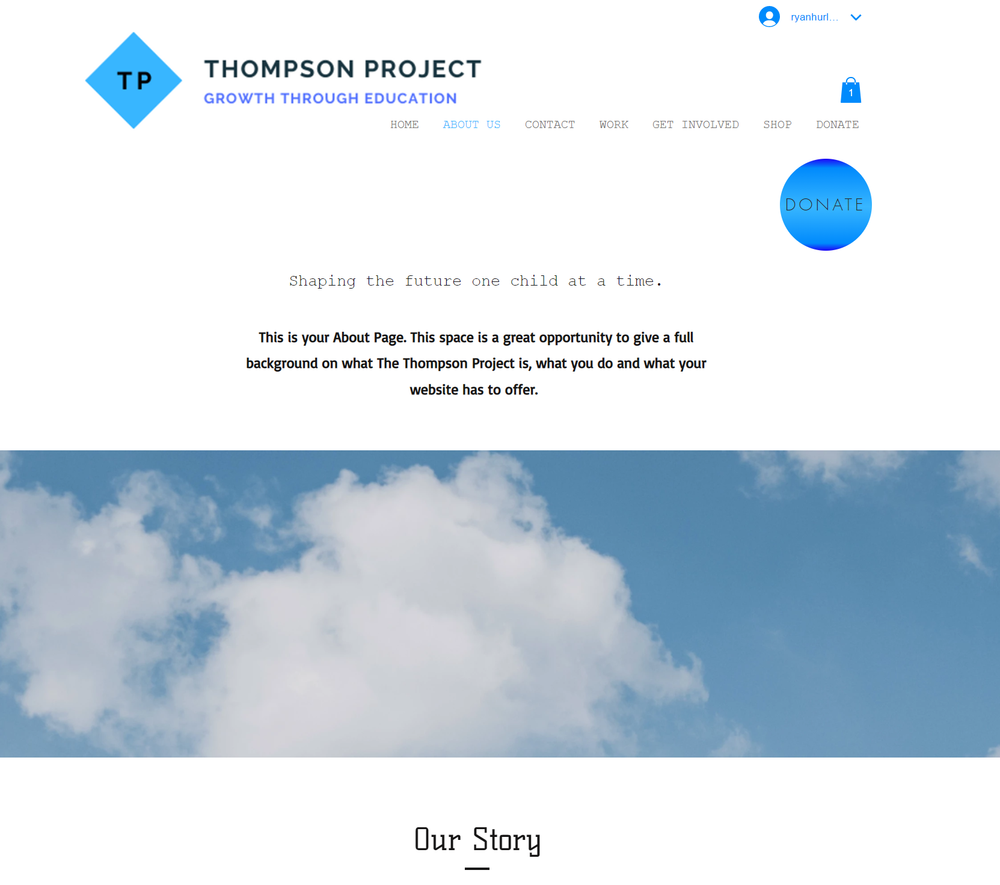 ryanhurl...
TP
THOMPSON PROJECT
GROWTH THROUGH EDUCATION
1
HOME ABOUT US CONTACT WORK GET INVOLVED SHOP DONATE
DONATE
Shaping the future one child at a time.
This is your About Page. This space is a great opportunity to give a full
background on what The Thompson Project is, what you do and what your
website has to offer.
Our Story